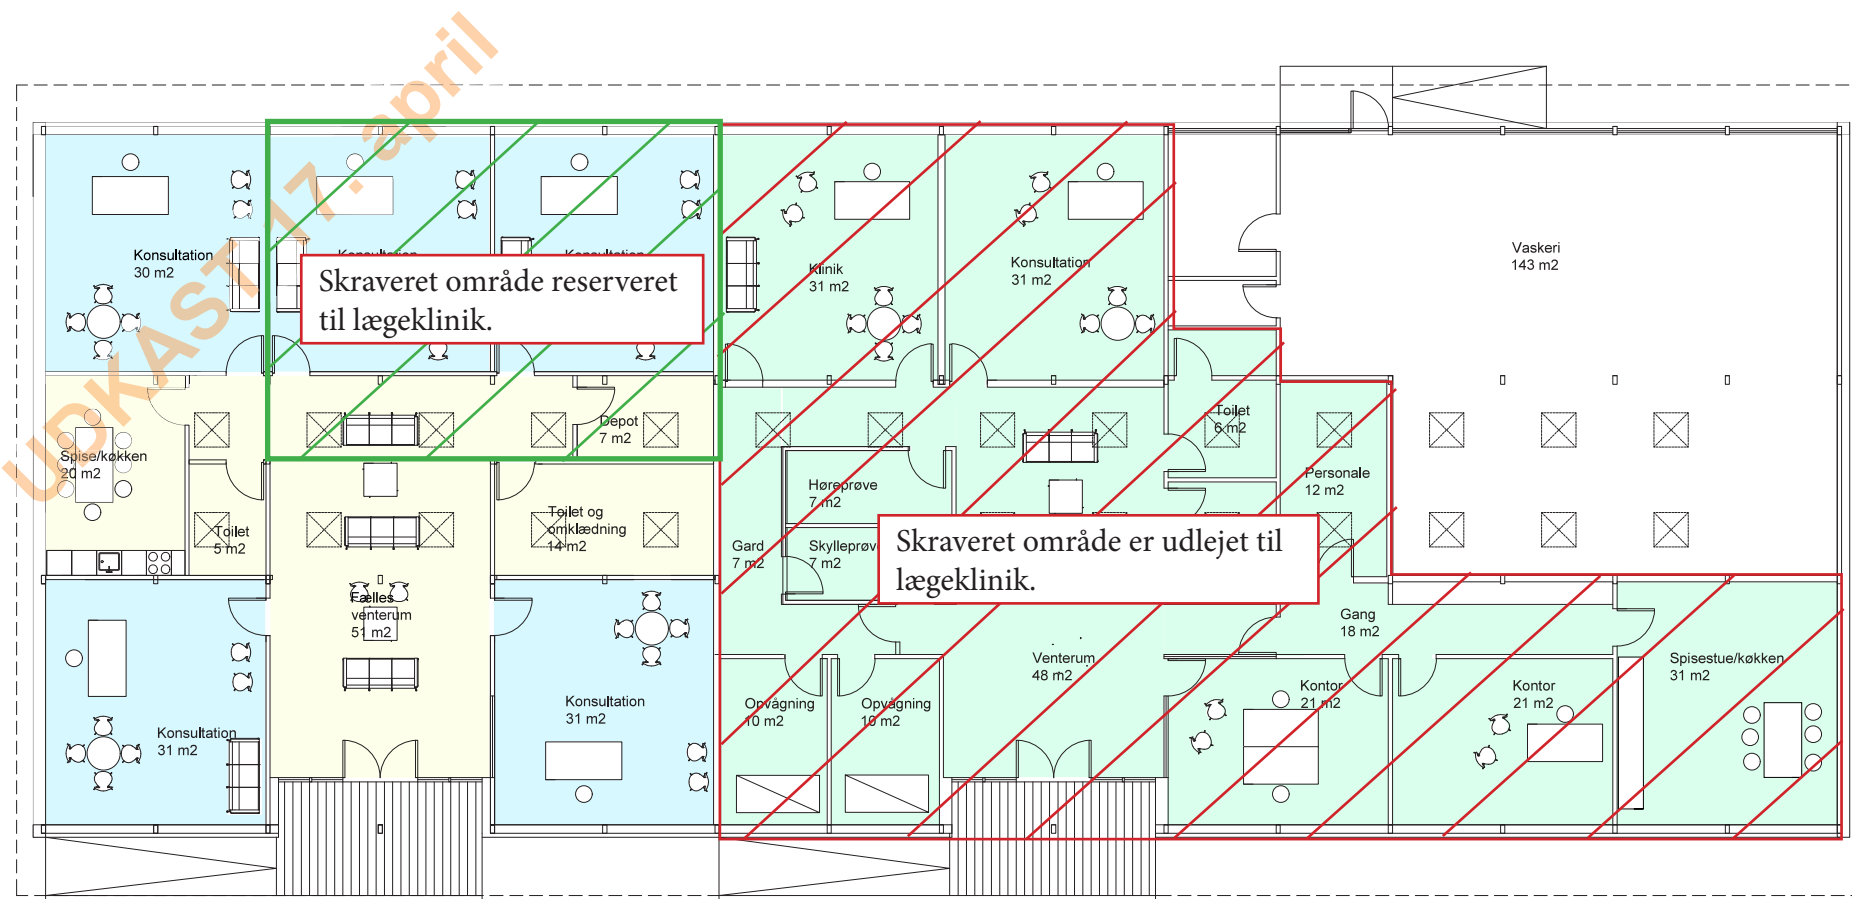 UDKAST 17. april
Konsultation
30 m2
Konsultation
Konsultation
Skraveret område reserveret
til lægeklinik.
Klinik
31 m2
Konsultation
31 m2
Vaskeri
143 m2
Spise/køkken
20 m2
Depot
7 m2
Toilet
6 m2
Personale
12 m2
Høreprøve
7 m2
Toilet
5 m2
Toilet og
omklædning
14 m2
Gard
7 m2
Skylleprøv
7 m2
Skraveret område er udlejet til
lægeklinik.
Fælles
venterum
51 m2
Gang
18 m2
Venterum
48 m2
Spisestue/køkken
31 m2
Konsultation
31 m2
Konsultation
31 m2
Opvågning
10 m2
Opvågning
10 m2
Kontor
21 m2
Kontor
21 m2